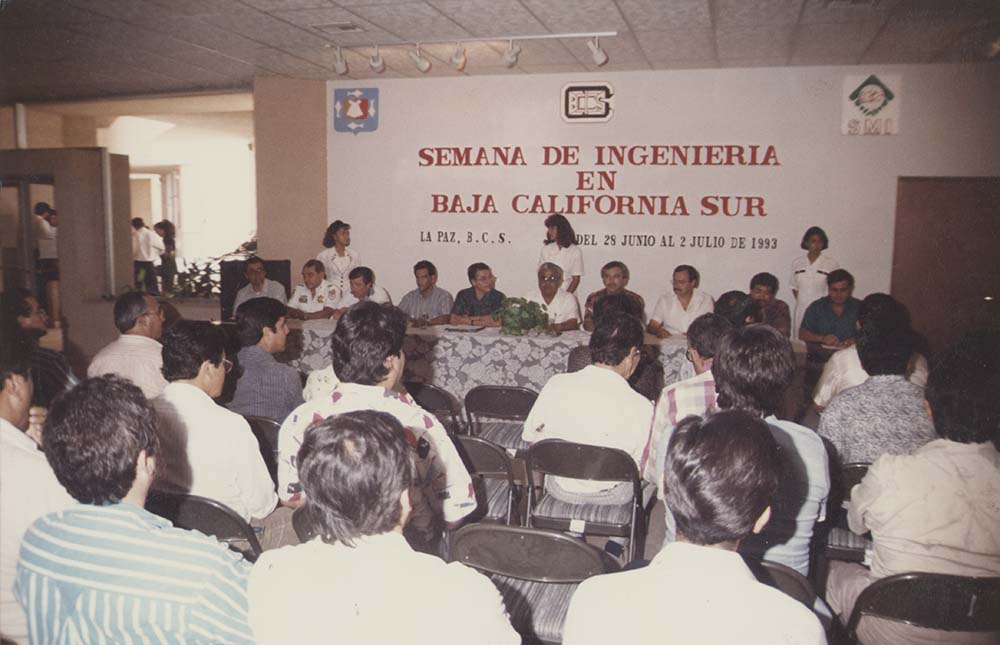 SMI
SEMANA DE INGENIERIA
EN
BAJA CALIFORNIA SUR
LA PAZ, B.C.S. DEL 28 JUNIO AL 2 JULIO DE 1993